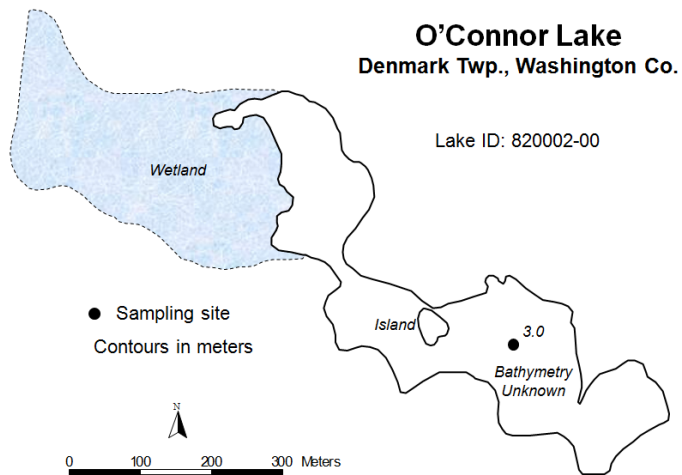 O'Connor Lake
Denmark Twp., Washington Co.
Lake ID: 820002-00
Wetland
Sampling site
Contours in meters
Island
3.0
Bathymetry
Unknown
N
0 100 200 300 Meters